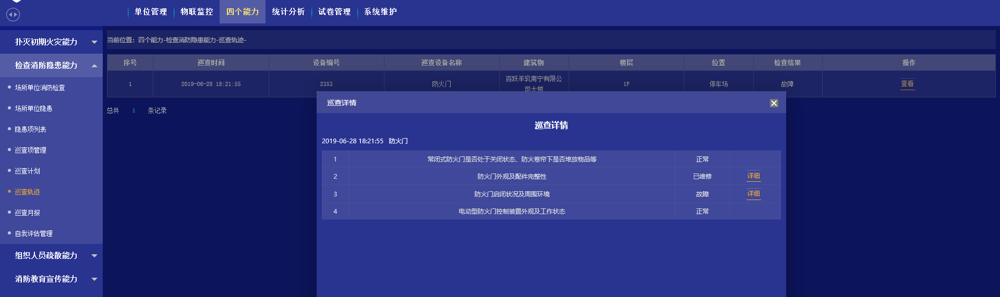 单位管理 物联监控 四个能力 统计分析 试卷管理 系统维护
扑灭初期火灾能力
检查消防隐患能力
场所单位消防检查
场所单位隐患
隐患项列表
巡查项管理
巡查计划
巡查轨迹
巡查月报
自我评估管理
组织人员疏散能力
消防教育宣传能力
当前位置：四个能力-检查消防隐患能力-巡查轨迹-
序号 巡查时间 设备编号 巡查设备名称 建筑物 楼层 位置 检查结果 操作
1 2019-06-28 18:21:55 2353 防火门 百跃羊乳南宁有限公 1F 停车场 故障 查看
司大楼
总共 1 条记录
巡查详情
巡查详情
2019-06-28 18:21:55 防火门
1 常闭式防火门是否处于关闭状态、防火卷帘下是否堆放物品等 正常
2 防火门外观及配件完整性 已维修 详细
3 防火门启闭状况及周围环境 故障 详细
4 电动型防火门控制装置外观及工作状态 正常